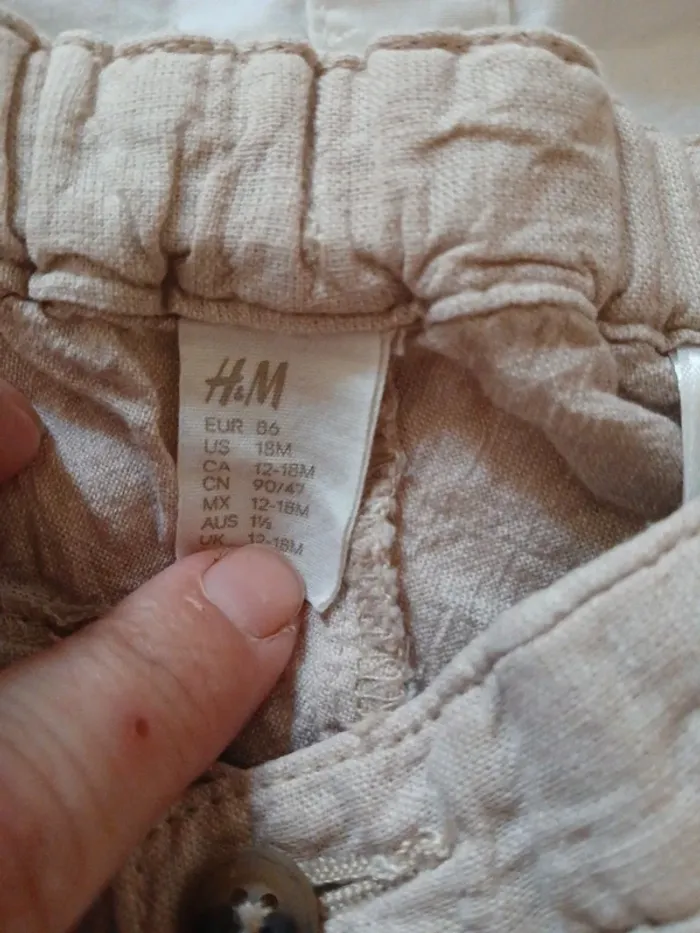 H&M
EUR 86
US 18M
CA 12-18M
CN 90/47
MX 12-18M
AUS 1½
UK 12-18M